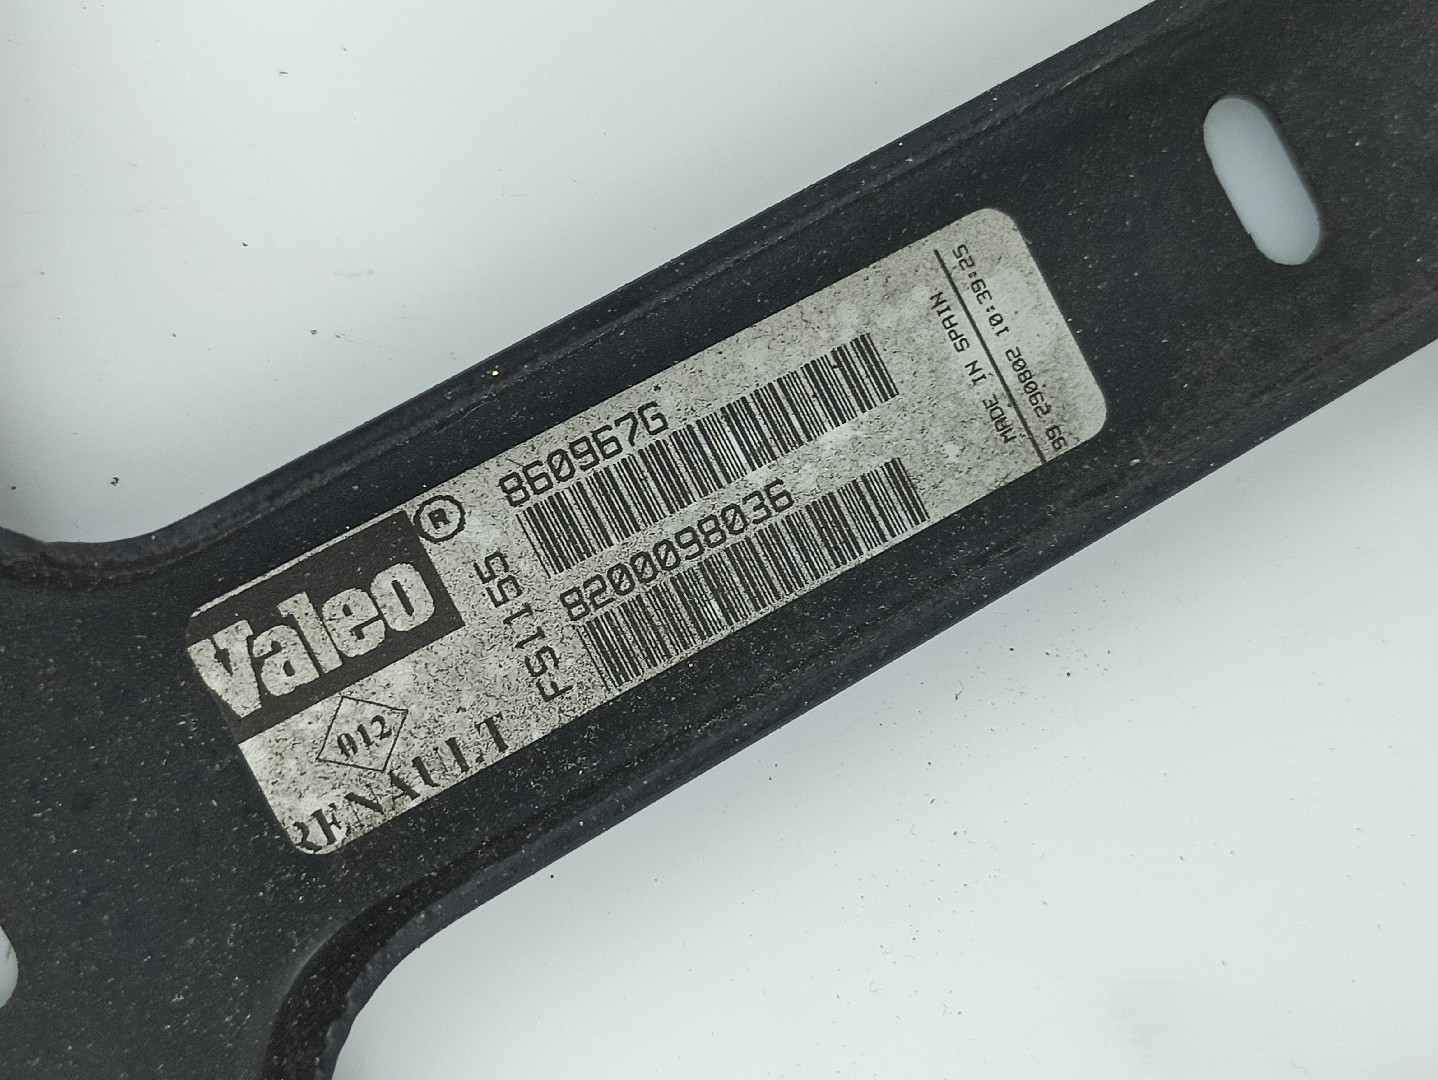 Valeo ®
012
RENAULT
FS1155
860967G
8200098036
MADE IN SPAIN
99 290802 10:39:25